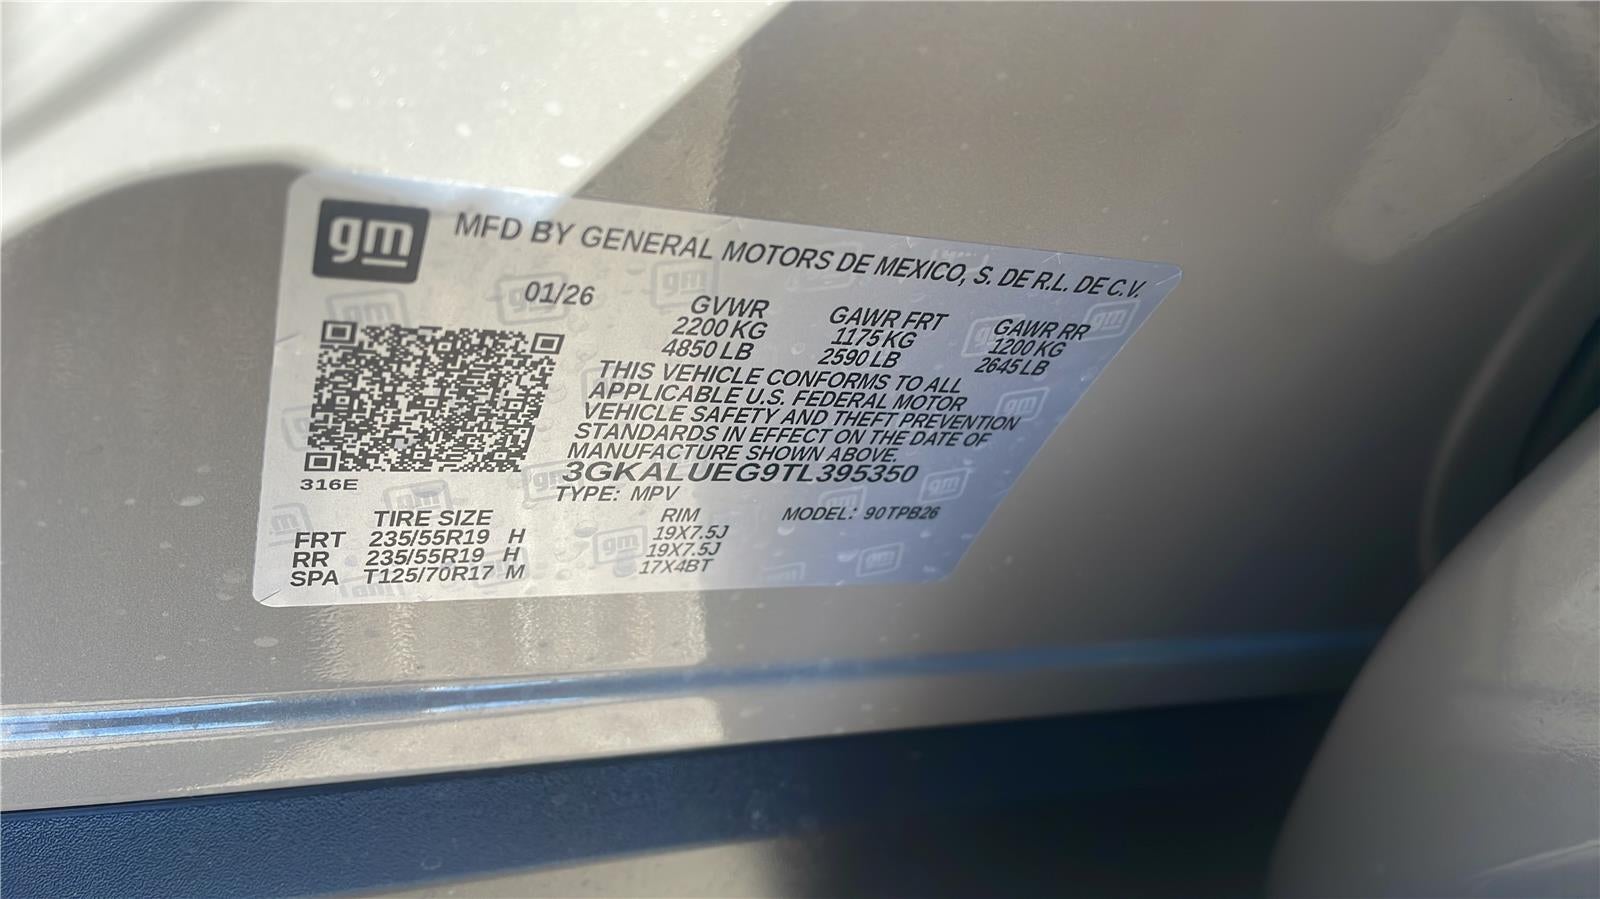 gm
MFD BY GENERAL MOTORS DE MEXICO, S. DE R.L. DE C.V.
01/26
GVWR GAWR FRT GAWR RR
2200 KG 1175 KG 1200 KG
4850 LB 2590 LB 2645 LB
THIS VEHICLE CONFORMS TO ALL
APPLICABLE U.S. FEDERAL MOTOR
VEHICLE SAFETY AND THEFT PREVENTION
STANDARDS IN EFFECT ON THE DATE OF
MANUFACTURE SHOWN ABOVE.
3GKALUEG9TL395350
316E
TYPE: MPV
TIRE SIZE RIM MODEL: 90TPB26
FRT 235/55R19 H 19X7.5J
RR 235/55R19 H 19X7.5J
SPA T125/70R17 M 17X4BT